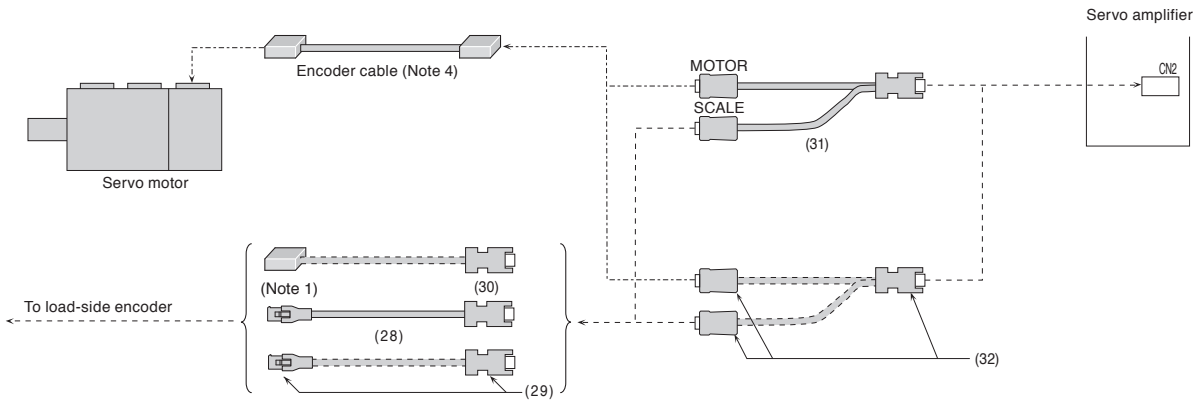 Servo amplifier
CN2
MOTOR
Encoder cable (Note 4)
SCALE
(31)
Servo motor
(Note 1)
(30)
To load-side encoder
(28)
(29)
(32)